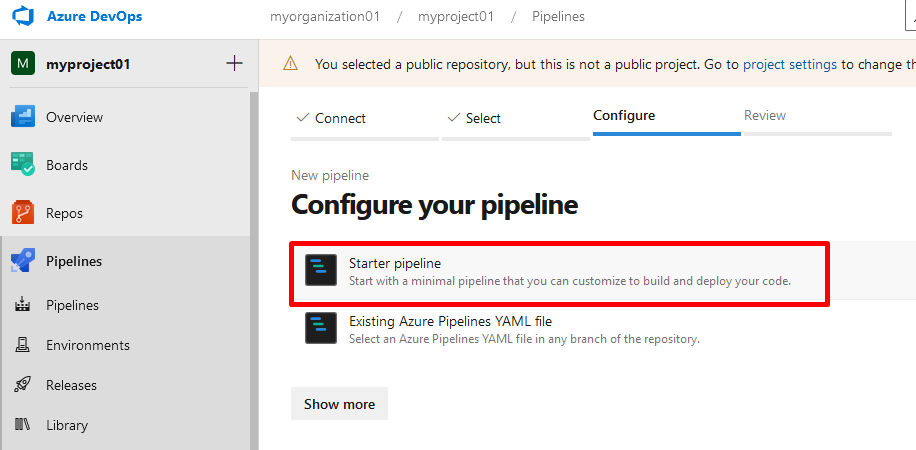 Azure DevOps
myorganization01 / myproject01 / Pipelines
M myproject01
You selected a public repository, but this is not a public project. Go to project settings to change
Overview
Boards
Repos
Pipelines
Pipelines
Environments
Releases
Library
Connect
Select
Configure
Review
New pipeline
Configure your pipeline
Starter pipeline
Start with a minimal pipeline that you can customize to build and deploy your code.
Existing Azure Pipelines YAML file
Select an Azure Pipelines YAML file in any branch of the repository.
Show more